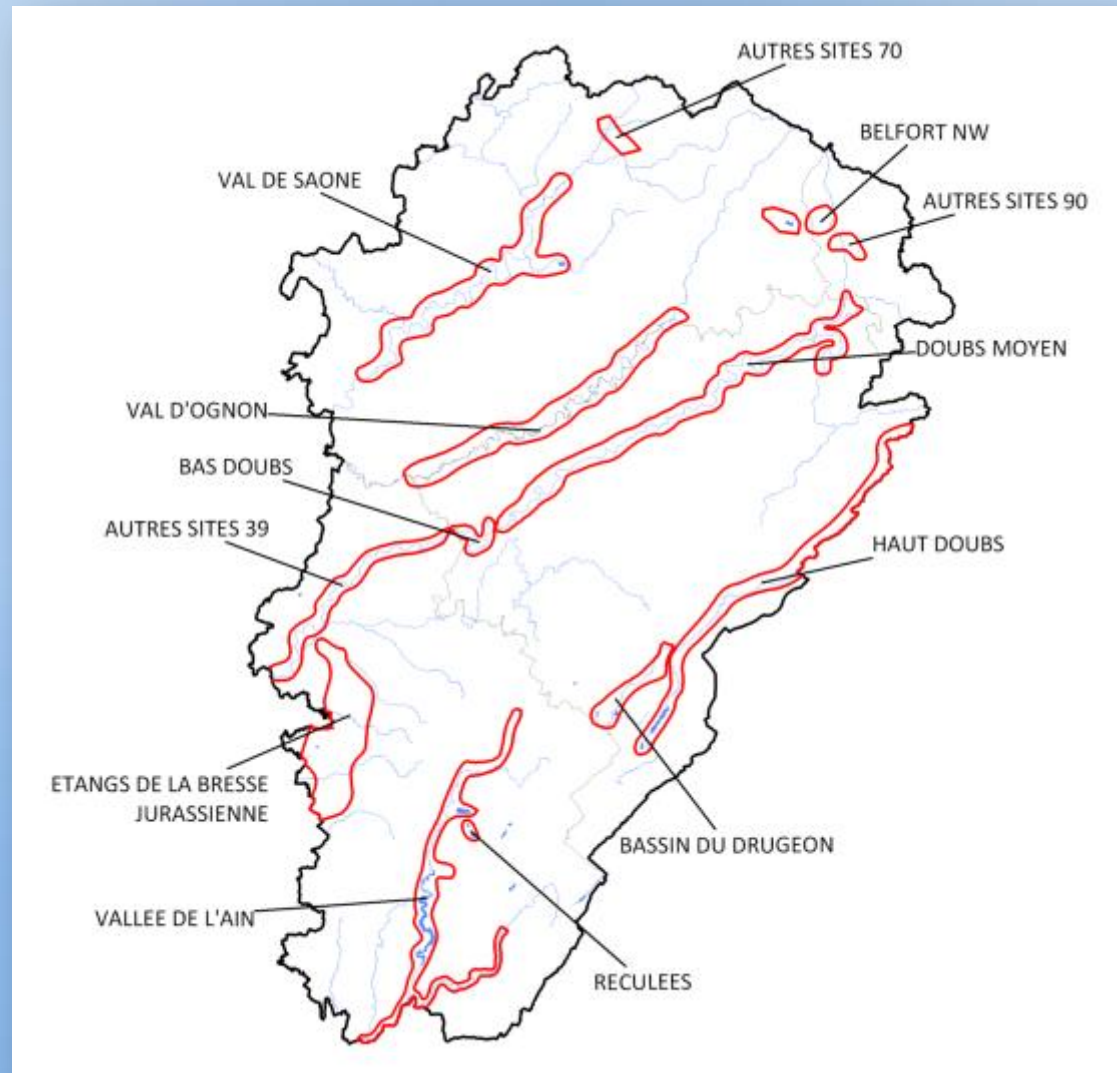 AUTRES SITES 70
BELFORT NW
VAL DE SAONE
AUTRES SITES 90
DOUBS MOYEN
VAL D'OGNON
BAS DOUBS
AUTRES SITES 39
HAUT DOUBS
ETANGS DE LA BRESSE
JURASSIENNE
BASSIN DU DRUGEON
VALLEE DE L'AIN
RECULEES